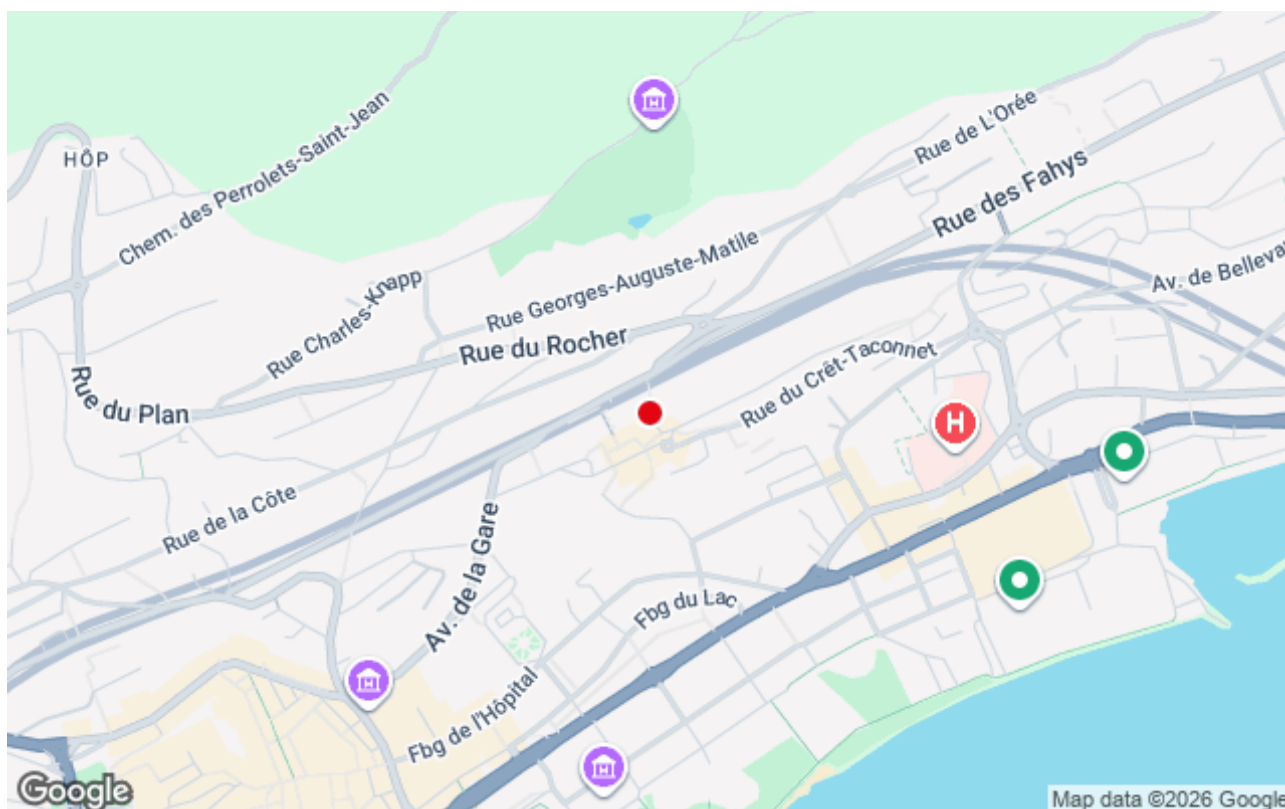 HÔP
Chem. des Perrolets-Saint-Jean
Rue de L'Orée
Rue des Fahys
Rue Georges-Auguste-Matile
Rue Charles-Knapp
Rue du Rocher
Av. de Belleva
Rue du Plan
Rue du Crêt-Taconnet
H
Rue de la Côte
Av. de la Gare
Fbg du Lac
Fbg de l'Hôpital
Google
Map data ©2026 Google